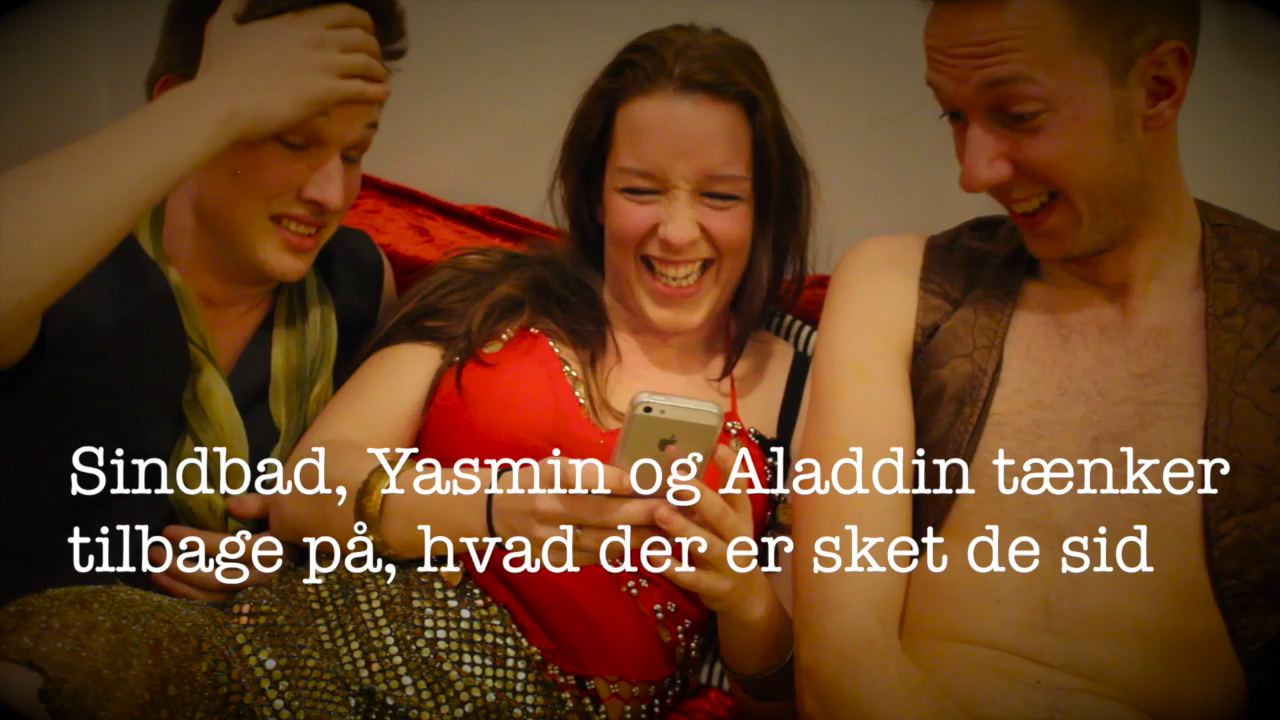 Sindbad, Yasmin og Aladdin tænker
tilbage på, hvad der er sket de sid